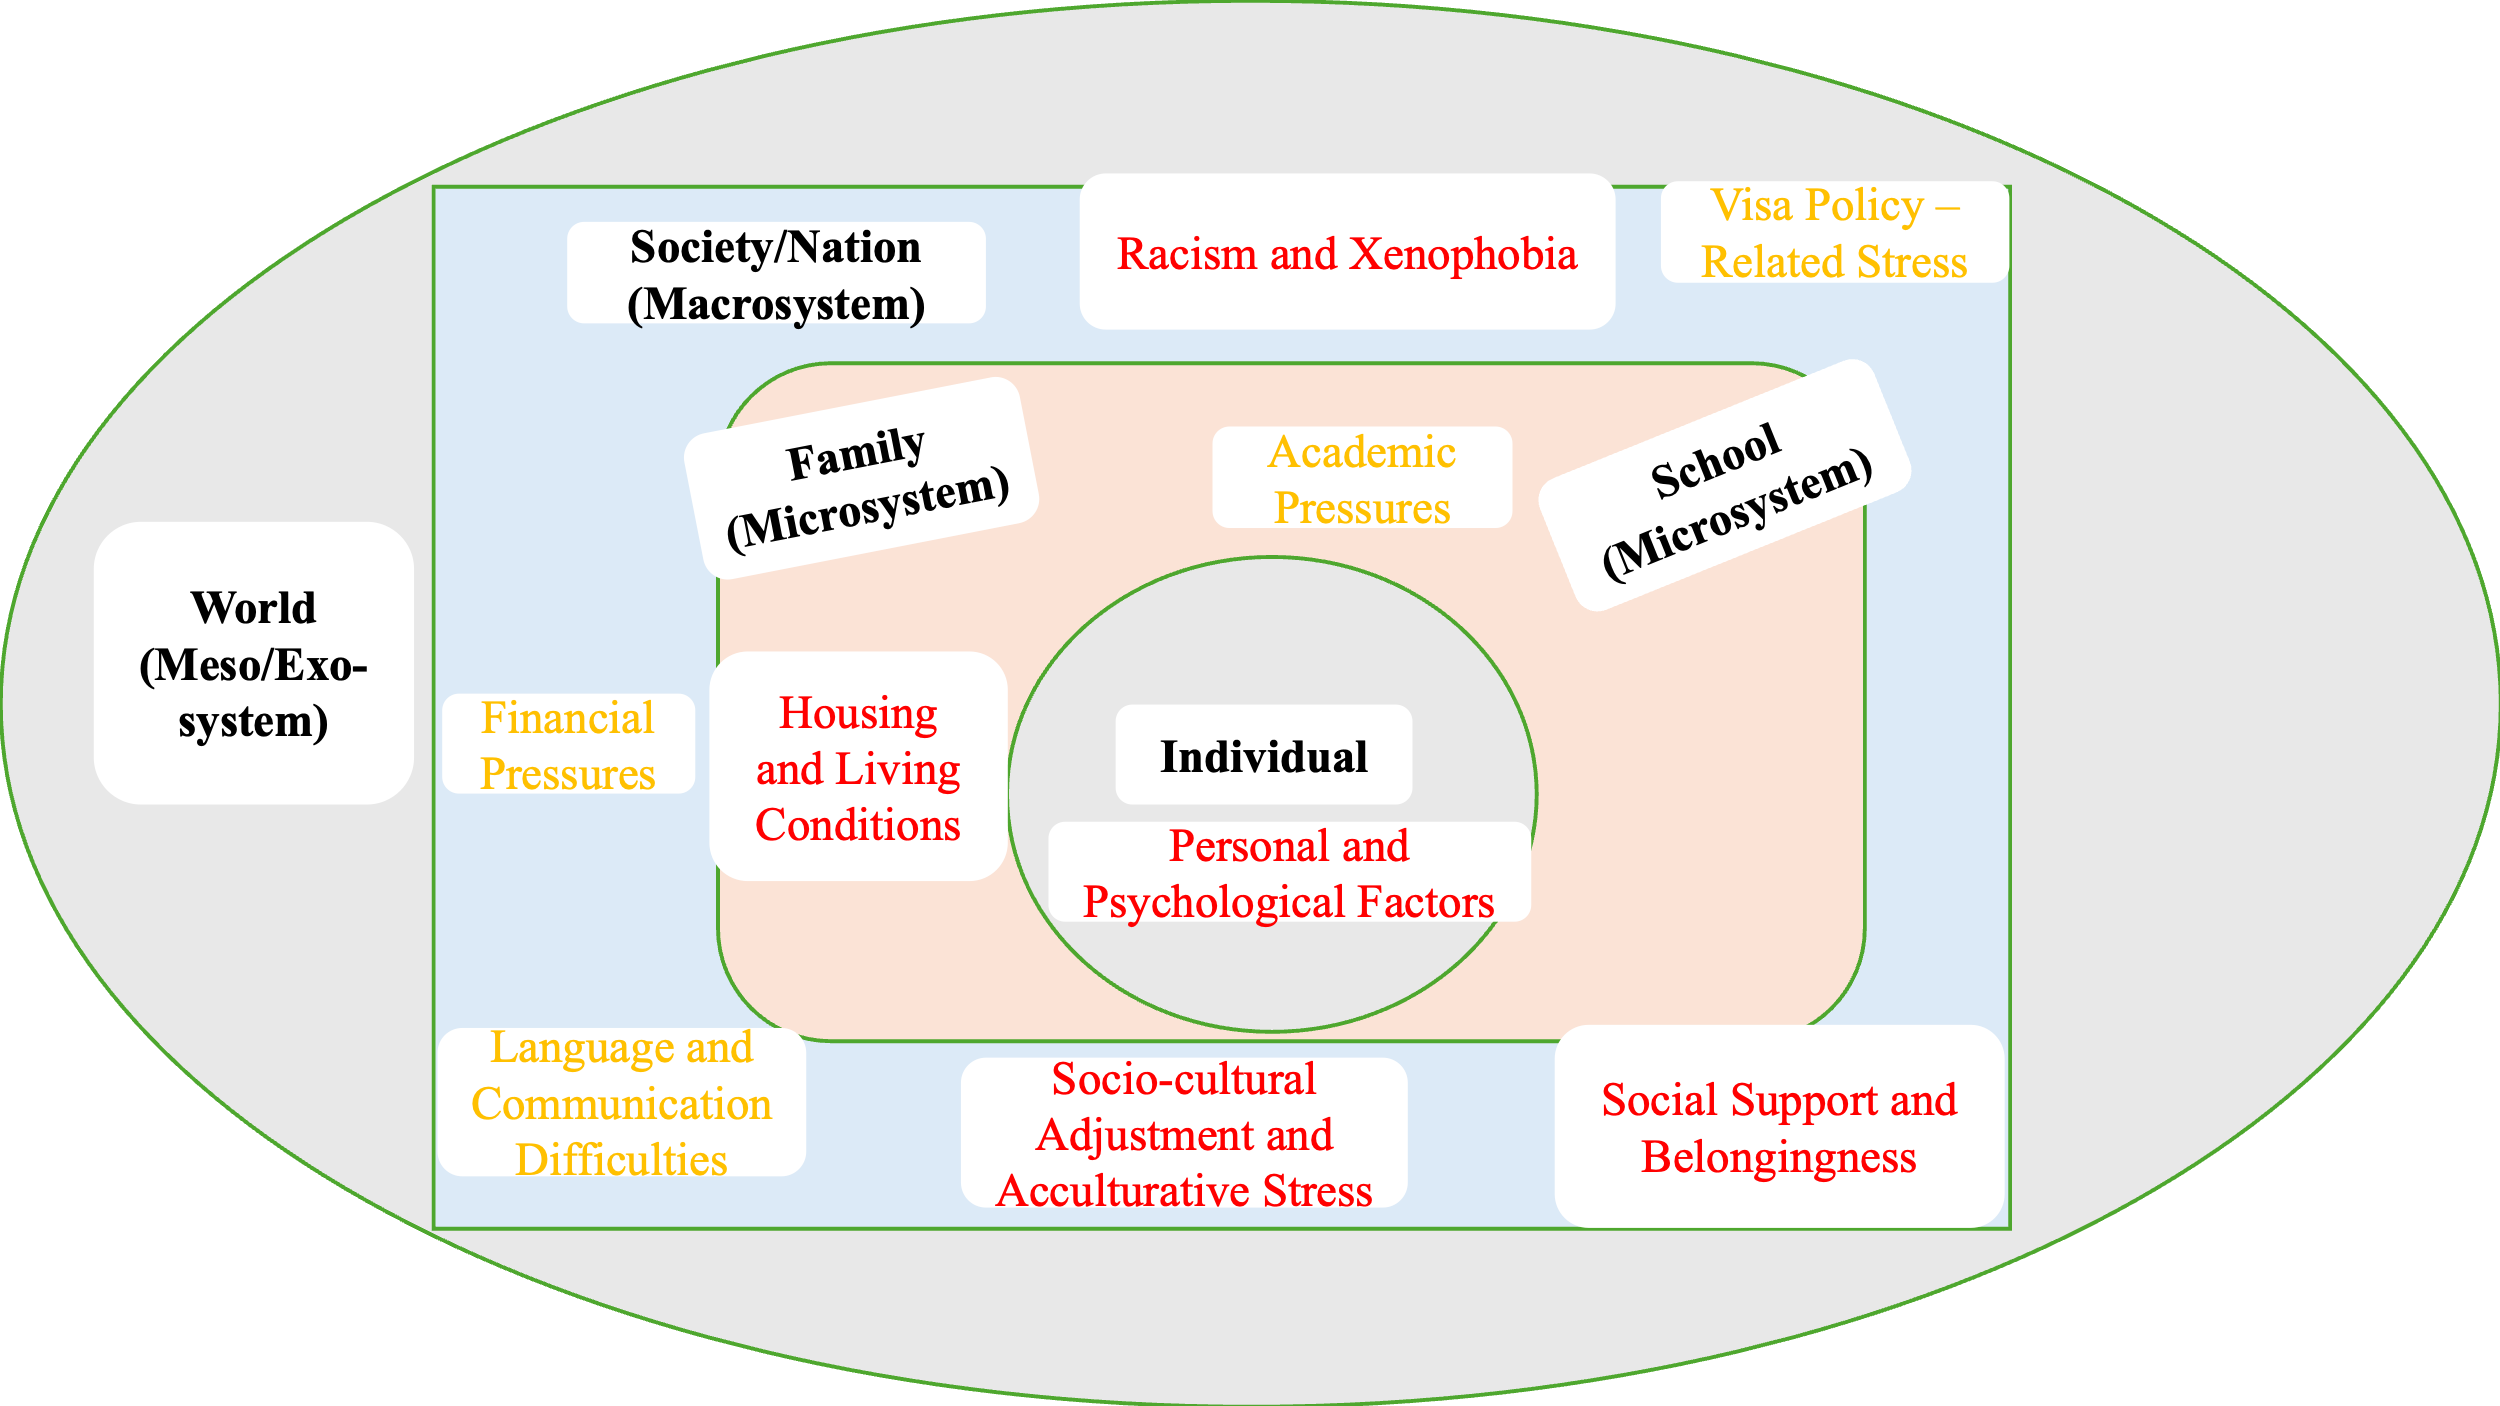 Society/Nation
(Macrosystem)
Racism and Xenophobia
Visa Policy –
Related Stress
Family
(Microsystem)
Academic
Pressures
School
(Microsystem)
World
(Meso/Exo-
system)
Financial
Pressures
Housing
and Living
Conditions
Individual
Personal and
Psychological Factors
Language and
Communication
Difficulties
Socio-cultural
Adjustment and
Acculturative Stress
Social Support and
Belongingness